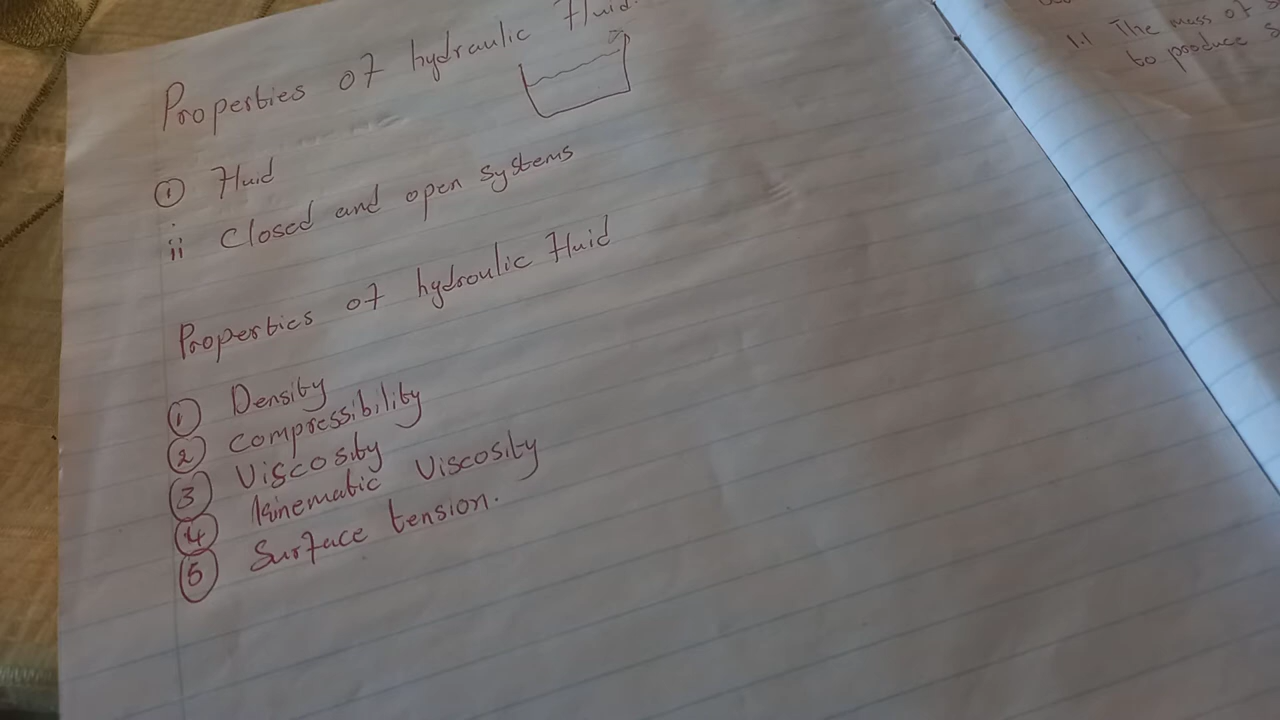 Properties of hydraulic Fluid.
① Fluid
ii Closed and open systems
Properties of hydroulic Fluid
① Density
② Compressibility
③ Viscosity
④ Kinematic Viscosity
⑤ Surface tension.
1.1 The mass of
to produce